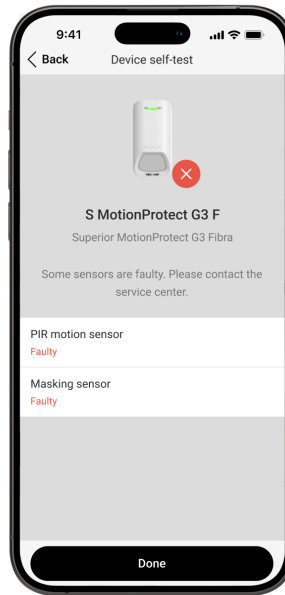 9:41
Back
Device self-test
S MotionProtect G3 F
Superior MotionProtect G3 Fibra
Some sensors are faulty. Please contact the
service center.
PIR motion sensor
Faulty
Masking sensor
Faulty
Done